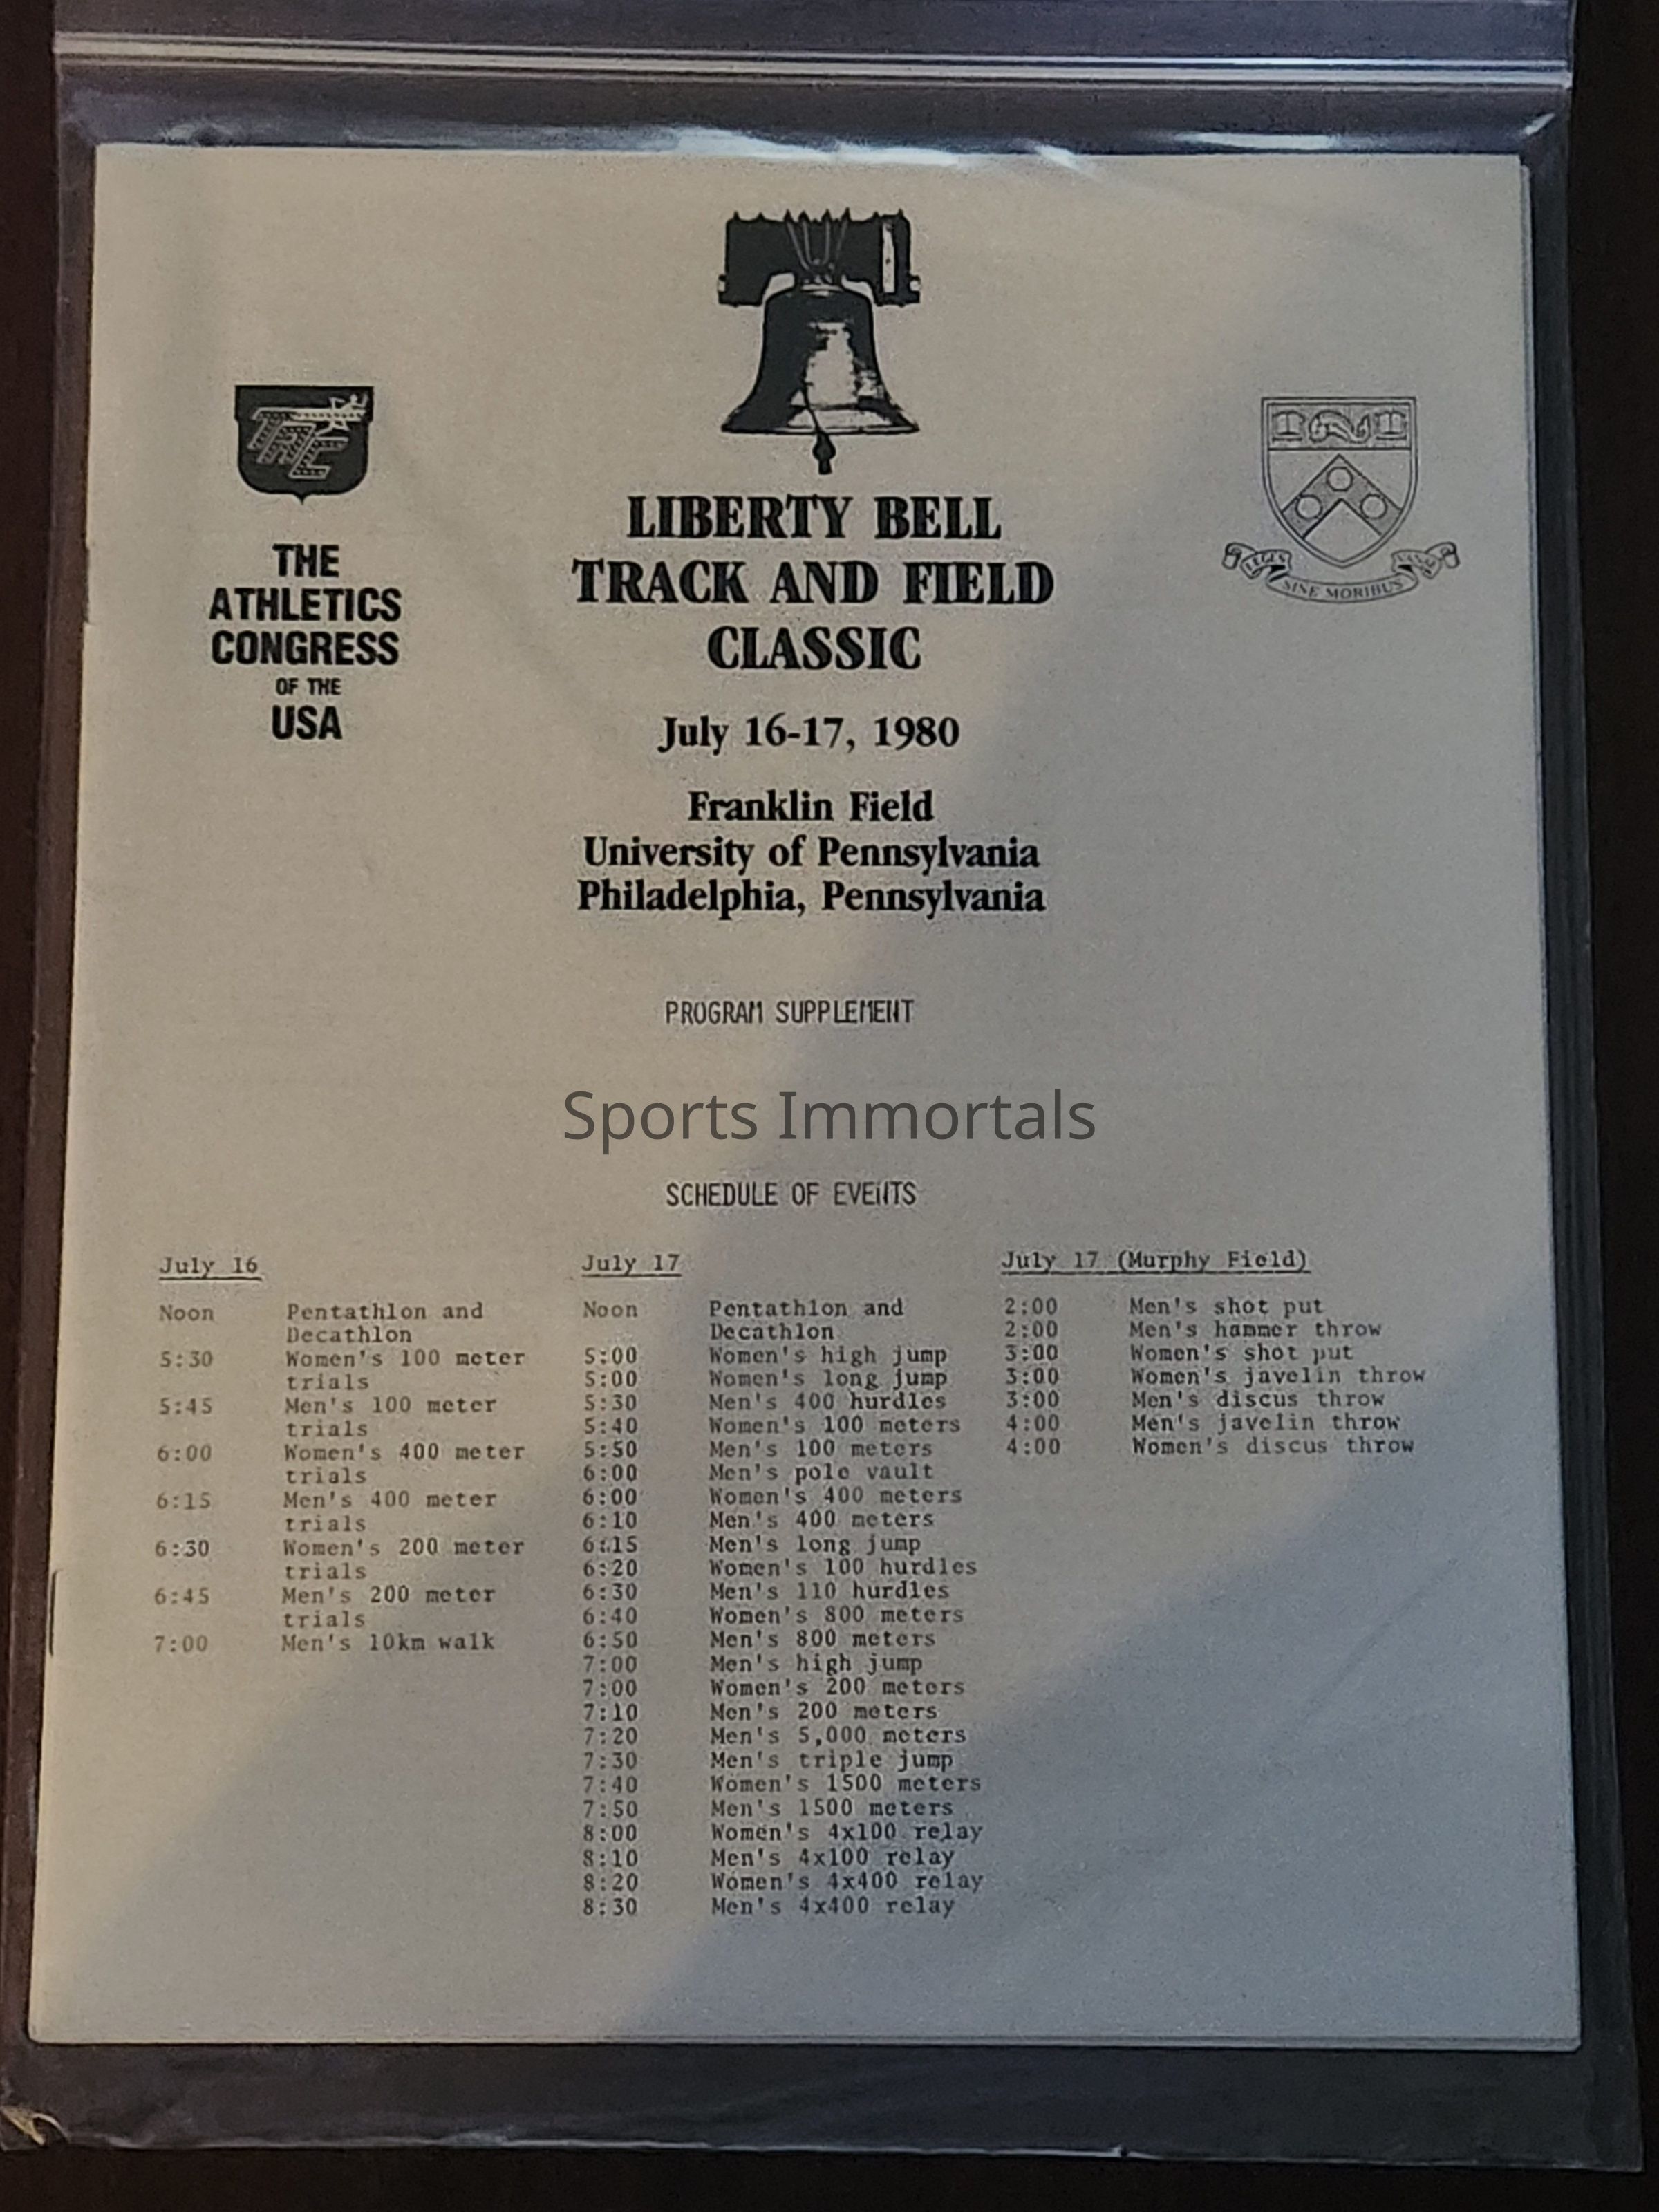 LIBERTY BELL
TRACK AND FIELD
CLASSIC
July 16-17, 1980
Franklin Field
University of Pennsylvania
Philadelphia, Pennsylvania
TAC
THE
ATHLETICS
CONGRESS
OF THE
USA
LEGES SINE MORIBUS VANAE
PROGRAM SUPPLEMENT
Sports Immortals
SCHEDULE OF EVENTS
July 16
Noon Pentathlon and
Decathlon
5:30 Women's 100 meter
trials
5:45 Men's 100 meter
trials
6:00 Women's 400 meter
trials
6:15 Men's 400 meter
trials
6:30 Women's 200 meter
trials
6:45 Men's 200 meter
trials
7:00 Men's 10km walk
July 17
Noon Pentathlon and
Decathlon
5:00 Women's high jump
5:00 Women's long jump
5:30 Men's 400 hurdles
5:40 Women's 100 meters
5:50 Men's 100 meters
6:00 Men's pole vault
6:00 Women's 400 meters
6:10 Men's 400 meters
6:15 Men's long jump
6:20 Women's 100 hurdles
6:30 Men's 110 hurdles
6:40 Women's 800 meters
6:50 Men's 800 meters
7:00 Men's high jump
7:00 Women's 200 meters
7:10 Men's 200 meters
7:20 Men's 5,000 meters
7:30 Men's triple jump
7:40 Women's 1500 meters
7:50 Men's 1500 meters
8:00 Women's 4x100 relay
8:10 Men's 4x100 relay
8:20 Women's 4x400 relay
8:30 Men's 4x400 relay
July 17 (Murphy Field)
2:00 Men's shot put
2:00 Men's hammer throw
3:00 Women's shot put
3:00 Women's javelin throw
3:00 Men's discus throw
4:00 Men's javelin throw
4:00 Women's discus throw